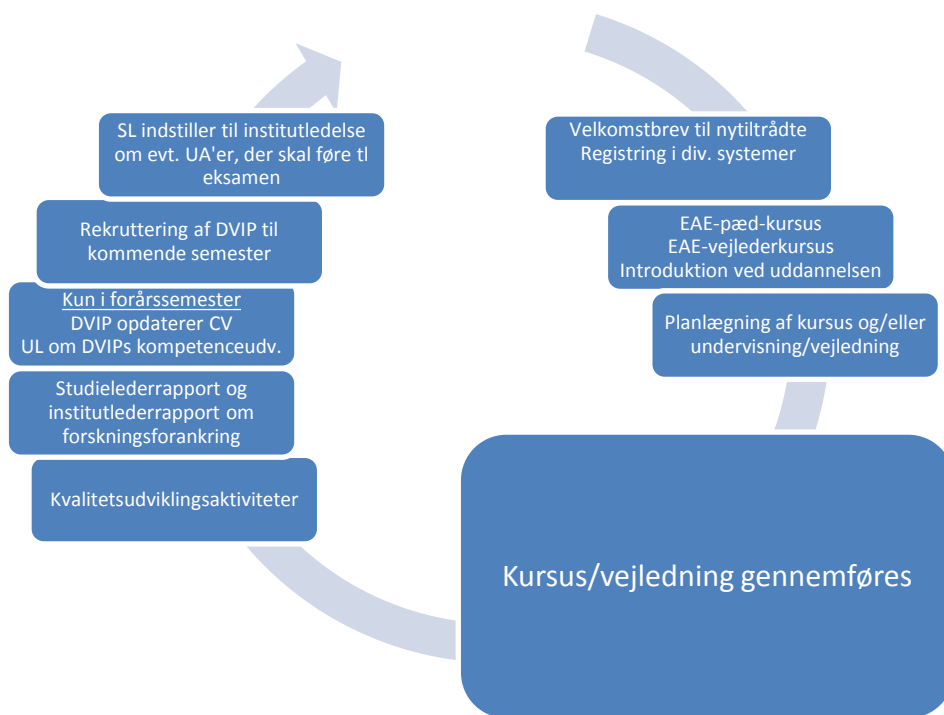 SL indstiller til institutledelse
om evt. UA'er, der skal føre tl
eksamen
Rekruttering af DVIP til
kommende semester
Kun i forårssemester
DVIP opdaterer CV
UL om DVIPs kompetenceudv.
Studielederrapport og
institutlederrapport om
forskningsforankring
Kvalitetsudviklingsaktiviteter
Velkomstbrev til nytiltrådte
Registring i div. systemer
EAE-pæd-kursus
EAE-vejlederkursus
Introduktion ved uddannelsen
Planlægning af kursus og/eller
undervisning/vejledning
Kursus/vejledning gennemføres